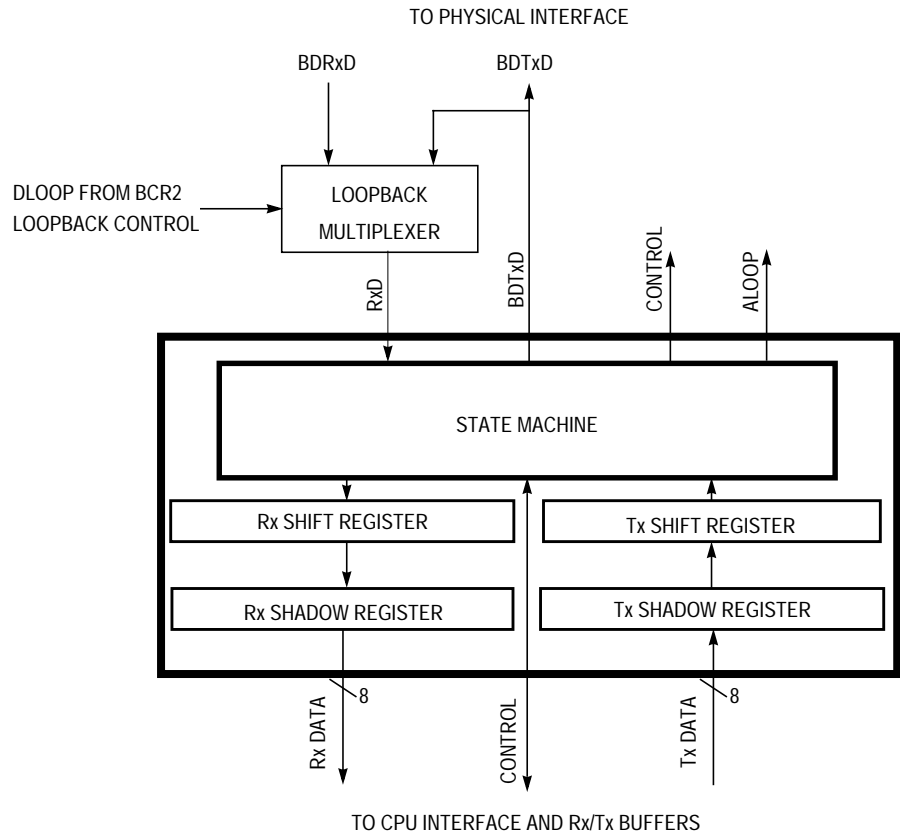 TO PHYSICAL INTERFACE
BDRxD
BDTxD
DLOOP FROM BCR2
LOOPBACK CONTROL
LOOPBACK
MULTIPLEXER
RxD
BDTxD
CONTROL
ALOOP
STATE MACHINE
Rx SHIFT REGISTER
Tx SHIFT REGISTER
Rx SHADOW REGISTER
Tx SHADOW REGISTER
8
8
Rx DATA
CONTROL
Tx DATA
TO CPU INTERFACE AND Rx/Tx BUFFERS